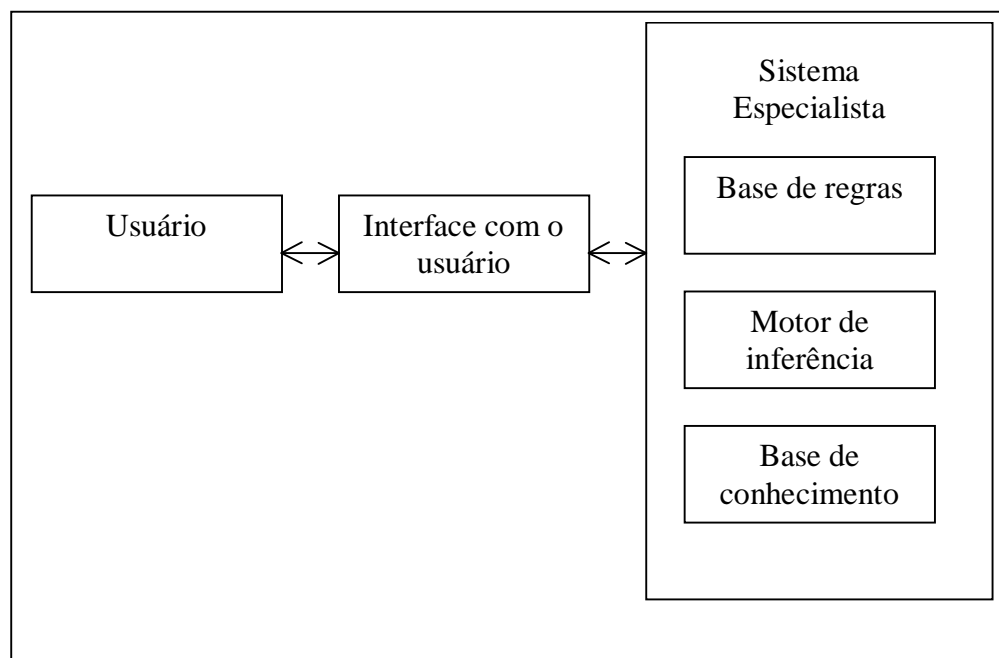 Usuário
Interface com o
usuário
Sistema
Especialista
Base de regras
Motor de
inferência
Base de
conhecimento